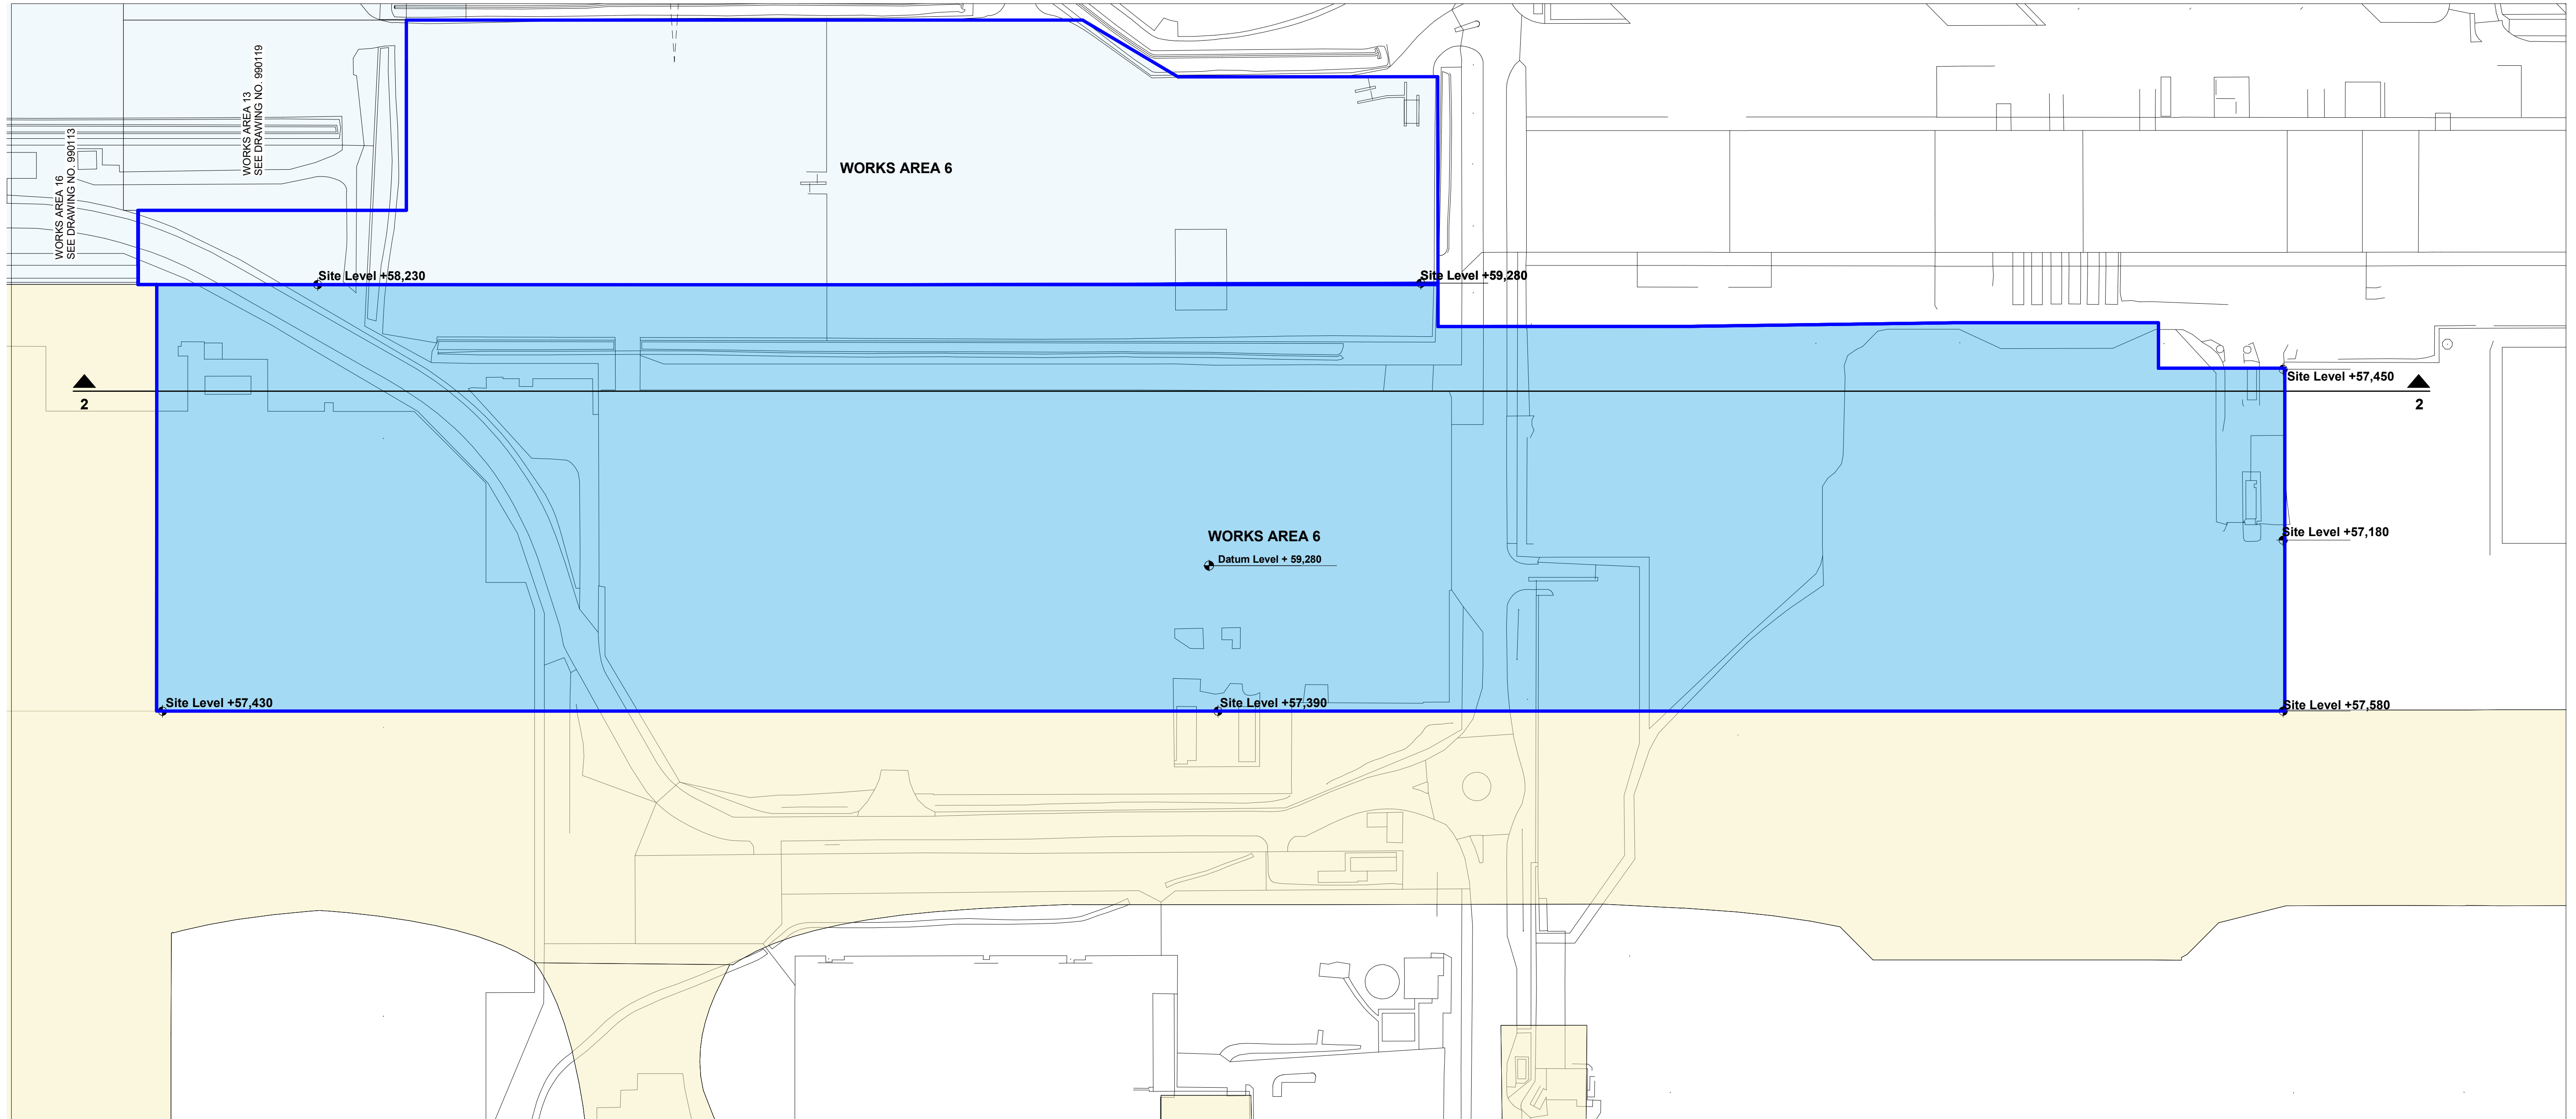 WORKS AREA 16
SEE DRAWING NO. 990113
WORKS AREA 13
SEE DRAWING NO. 990119
WORKS AREA 6
Site Level +58,230
Site Level +59,280
Site Level +57,450
2
2
WORKS AREA 6
Datum Level + 59,280
Site Level +57,180
Site Level +57,430
Site Level +57,390
Site Level +57,580